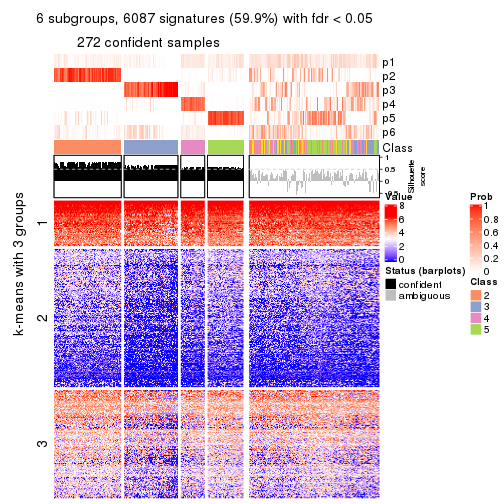 6 subgroups, 6087 signatures (59.9%) with fdr < 0.05
272 confident samples
p1
p2
p3
p4
p5
p6
Class
1
0.5
0
-0.5
Silhouette
score
k-means with 3 groups
1
2
3
Value
8
6
4
2
0
Status (barplots)
confident
ambiguous
Prob
1
0.8
0.6
0.4
0.2
0
Class
2
3
4
5